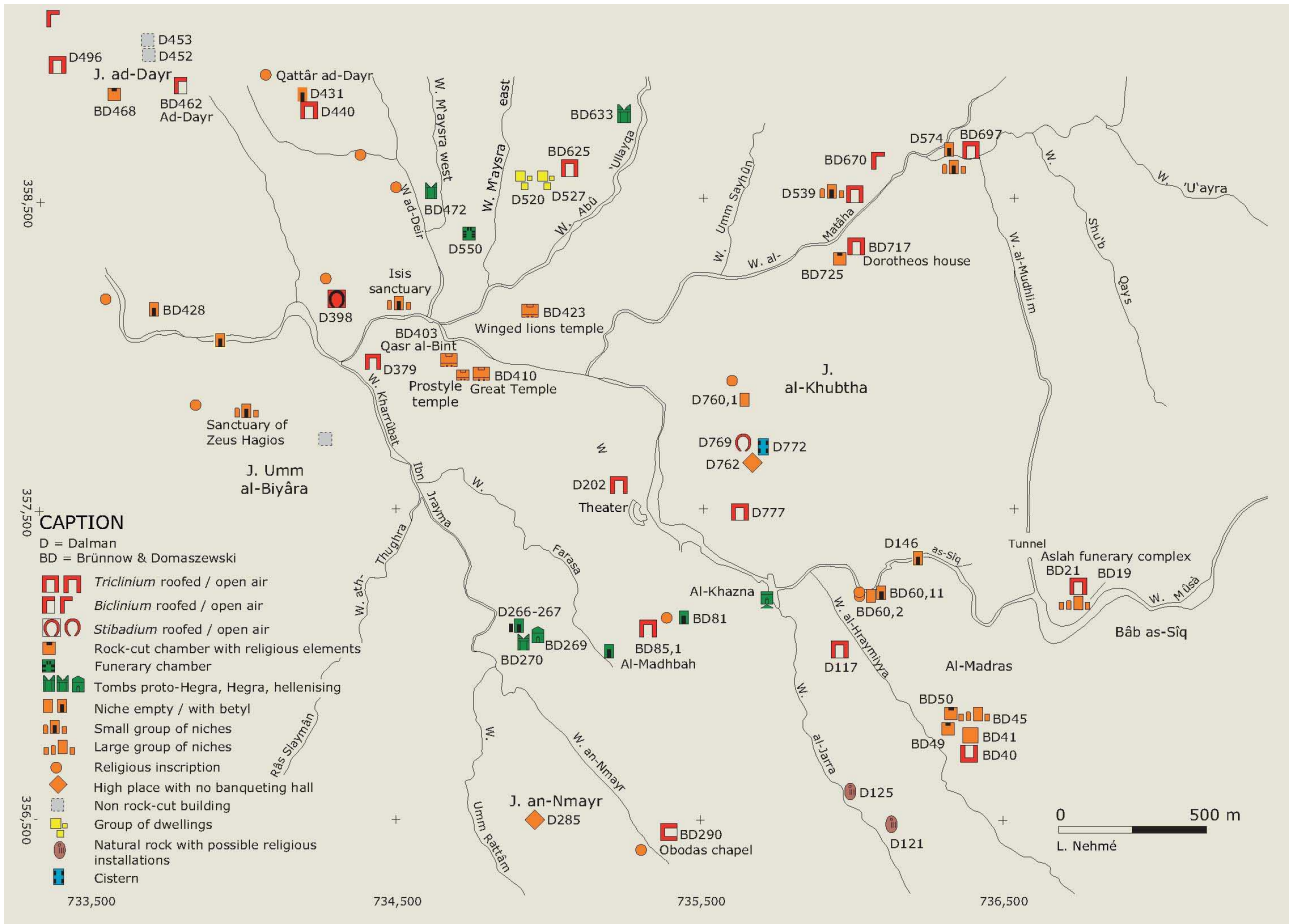 D453
D496
D452
J. ad-Dayr
BD468
BD462
Ad-Dayr
Qattâr ad-Dayr
D431
D440
W. M'aysra west
W. M'aysra east
BD633
'Ullayqa
BD625
D520
D527
W. Abû
BD472
W ad-Deir
D550
358,500
BD670
D574
BD697
D539
Matâha
W. al-
W. Umm Sayhûn
BD717
BD725
Dorotheos house
W. 'U'ayra
W. Shu'b Qays
W. al-Mudhlim
BD428
D398
Isis
sanctuary
BD423
Winged lions temple
BD403
Qasr al-Bint
D379
Prostyle
temple
BD410
Great Temple
W. Kharrûbat
Ibn Jrayma
Sanctuary of
Zeus Hagios
J. Umm
al-Biyâra
J.
al-Khubtha
D760,1
D769
D772
D762
D777
W
D202
Theater
357,500
W. Farasa
W. ath-Thughra
Râs Slaymân
D146
as-Sîq
Tunnel
Aslah funerary complex
BD21
BD19
W. Mûsâ
Bâb as-Sîq
Al-Khazna
BD60,11
BD60,2
W. al-Hraymiyya
D266-267
BD269
BD270
BD81
BD85,1
Al-Madhbah
D117
Al-Madras
BD50
BD45
BD49
BD41
BD40
W. al-Jarra
D125
D121
W. an-Nmayr
W. Umm Rattâm
J. an-Nmayr
D285
BD290
Obodas chapel
356,500
CAPTION
D = Dalman
BD = Brünnow & Domaszewski
Triclinium roofed / open air
Biclinium roofed / open air
Stibadium roofed / open air
Rock-cut chamber with religious elements
Funerary chamber
Tombs proto-Hegra, Hegra, hellenising
Niche empty / with betyl
Small group of niches
Large group of niches
Religious inscription
High place with no banqueting hall
Non rock-cut building
Group of dwellings
Natural rock with possible religious
installations
Cistern
0 500 m
L. Nehmé
733,500
734,500
735,500
736,500